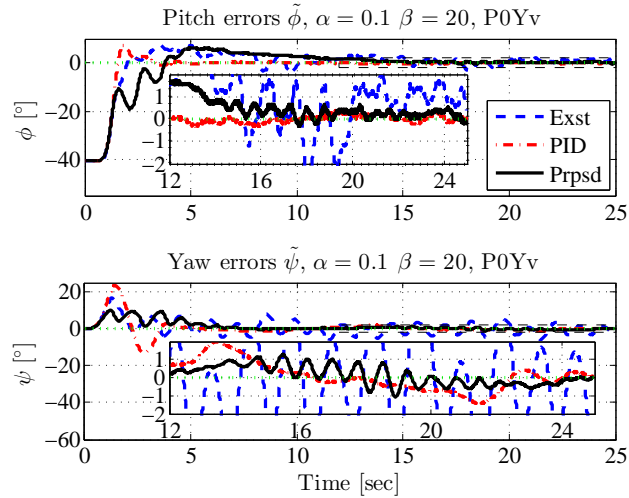 Pitch errors ϕ̃, α = 0.1 β = 20, P0Yv
ϕ [°]
0
−20
−40
1
0
−1
−2
12 16 20 24
Exst
PID
Prpsd
0 5 10 15 20 25
Yaw errors ψ̃, α = 0.1 β = 20, P0Yv
ψ [°]
20
0
−20
−40
−60
1
0
−1
−2
12 16 20 24
0 5 10 15 20 25
Time [sec]